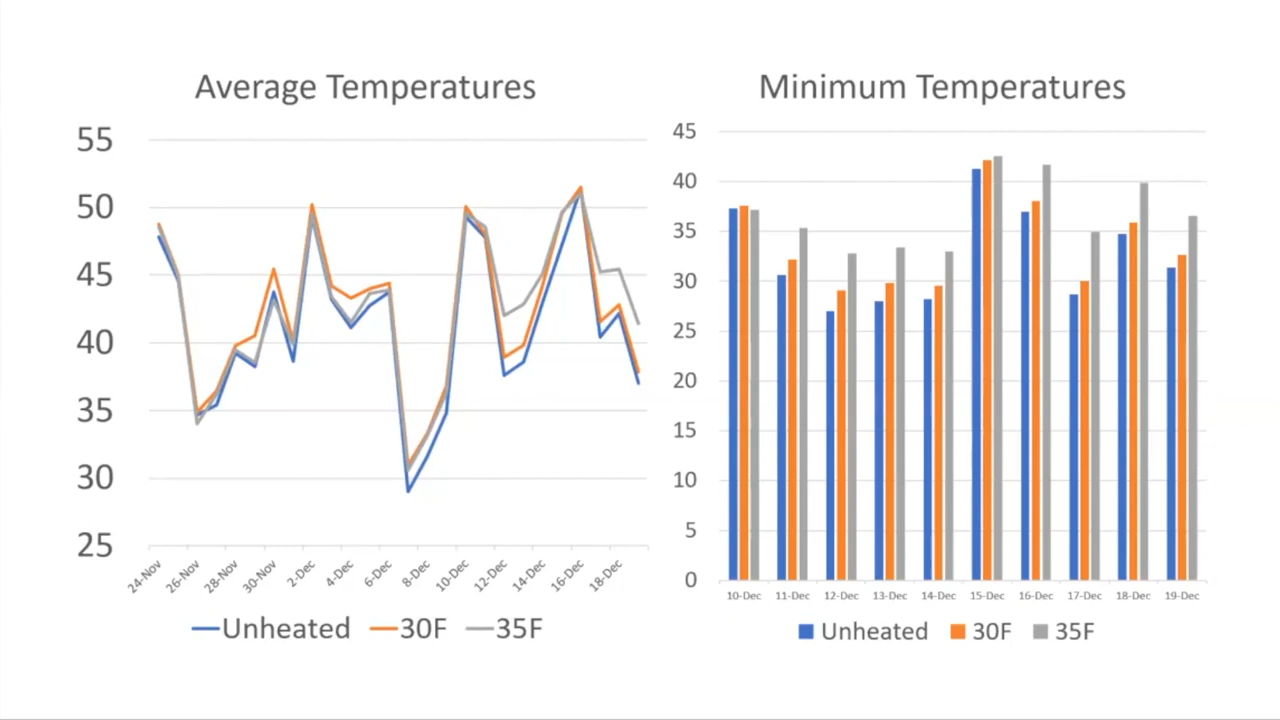 Average Temperatures
55
50
45
40
35
30
25
24-Nov
26-Nov
28-Nov
30-Nov
2-Dec
4-Dec
6-Dec
8-Dec
10-Dec
12-Dec
14-Dec
16-Dec
18-Dec
Unheated 30F 35F
Minimum Temperatures
45
40
35
30
25
20
15
10
5
0
10-Dec 11-Dec 12-Dec 13-Dec 14-Dec 15-Dec 16-Dec 17-Dec 18-Dec 19-Dec
Unheated 30F 35F